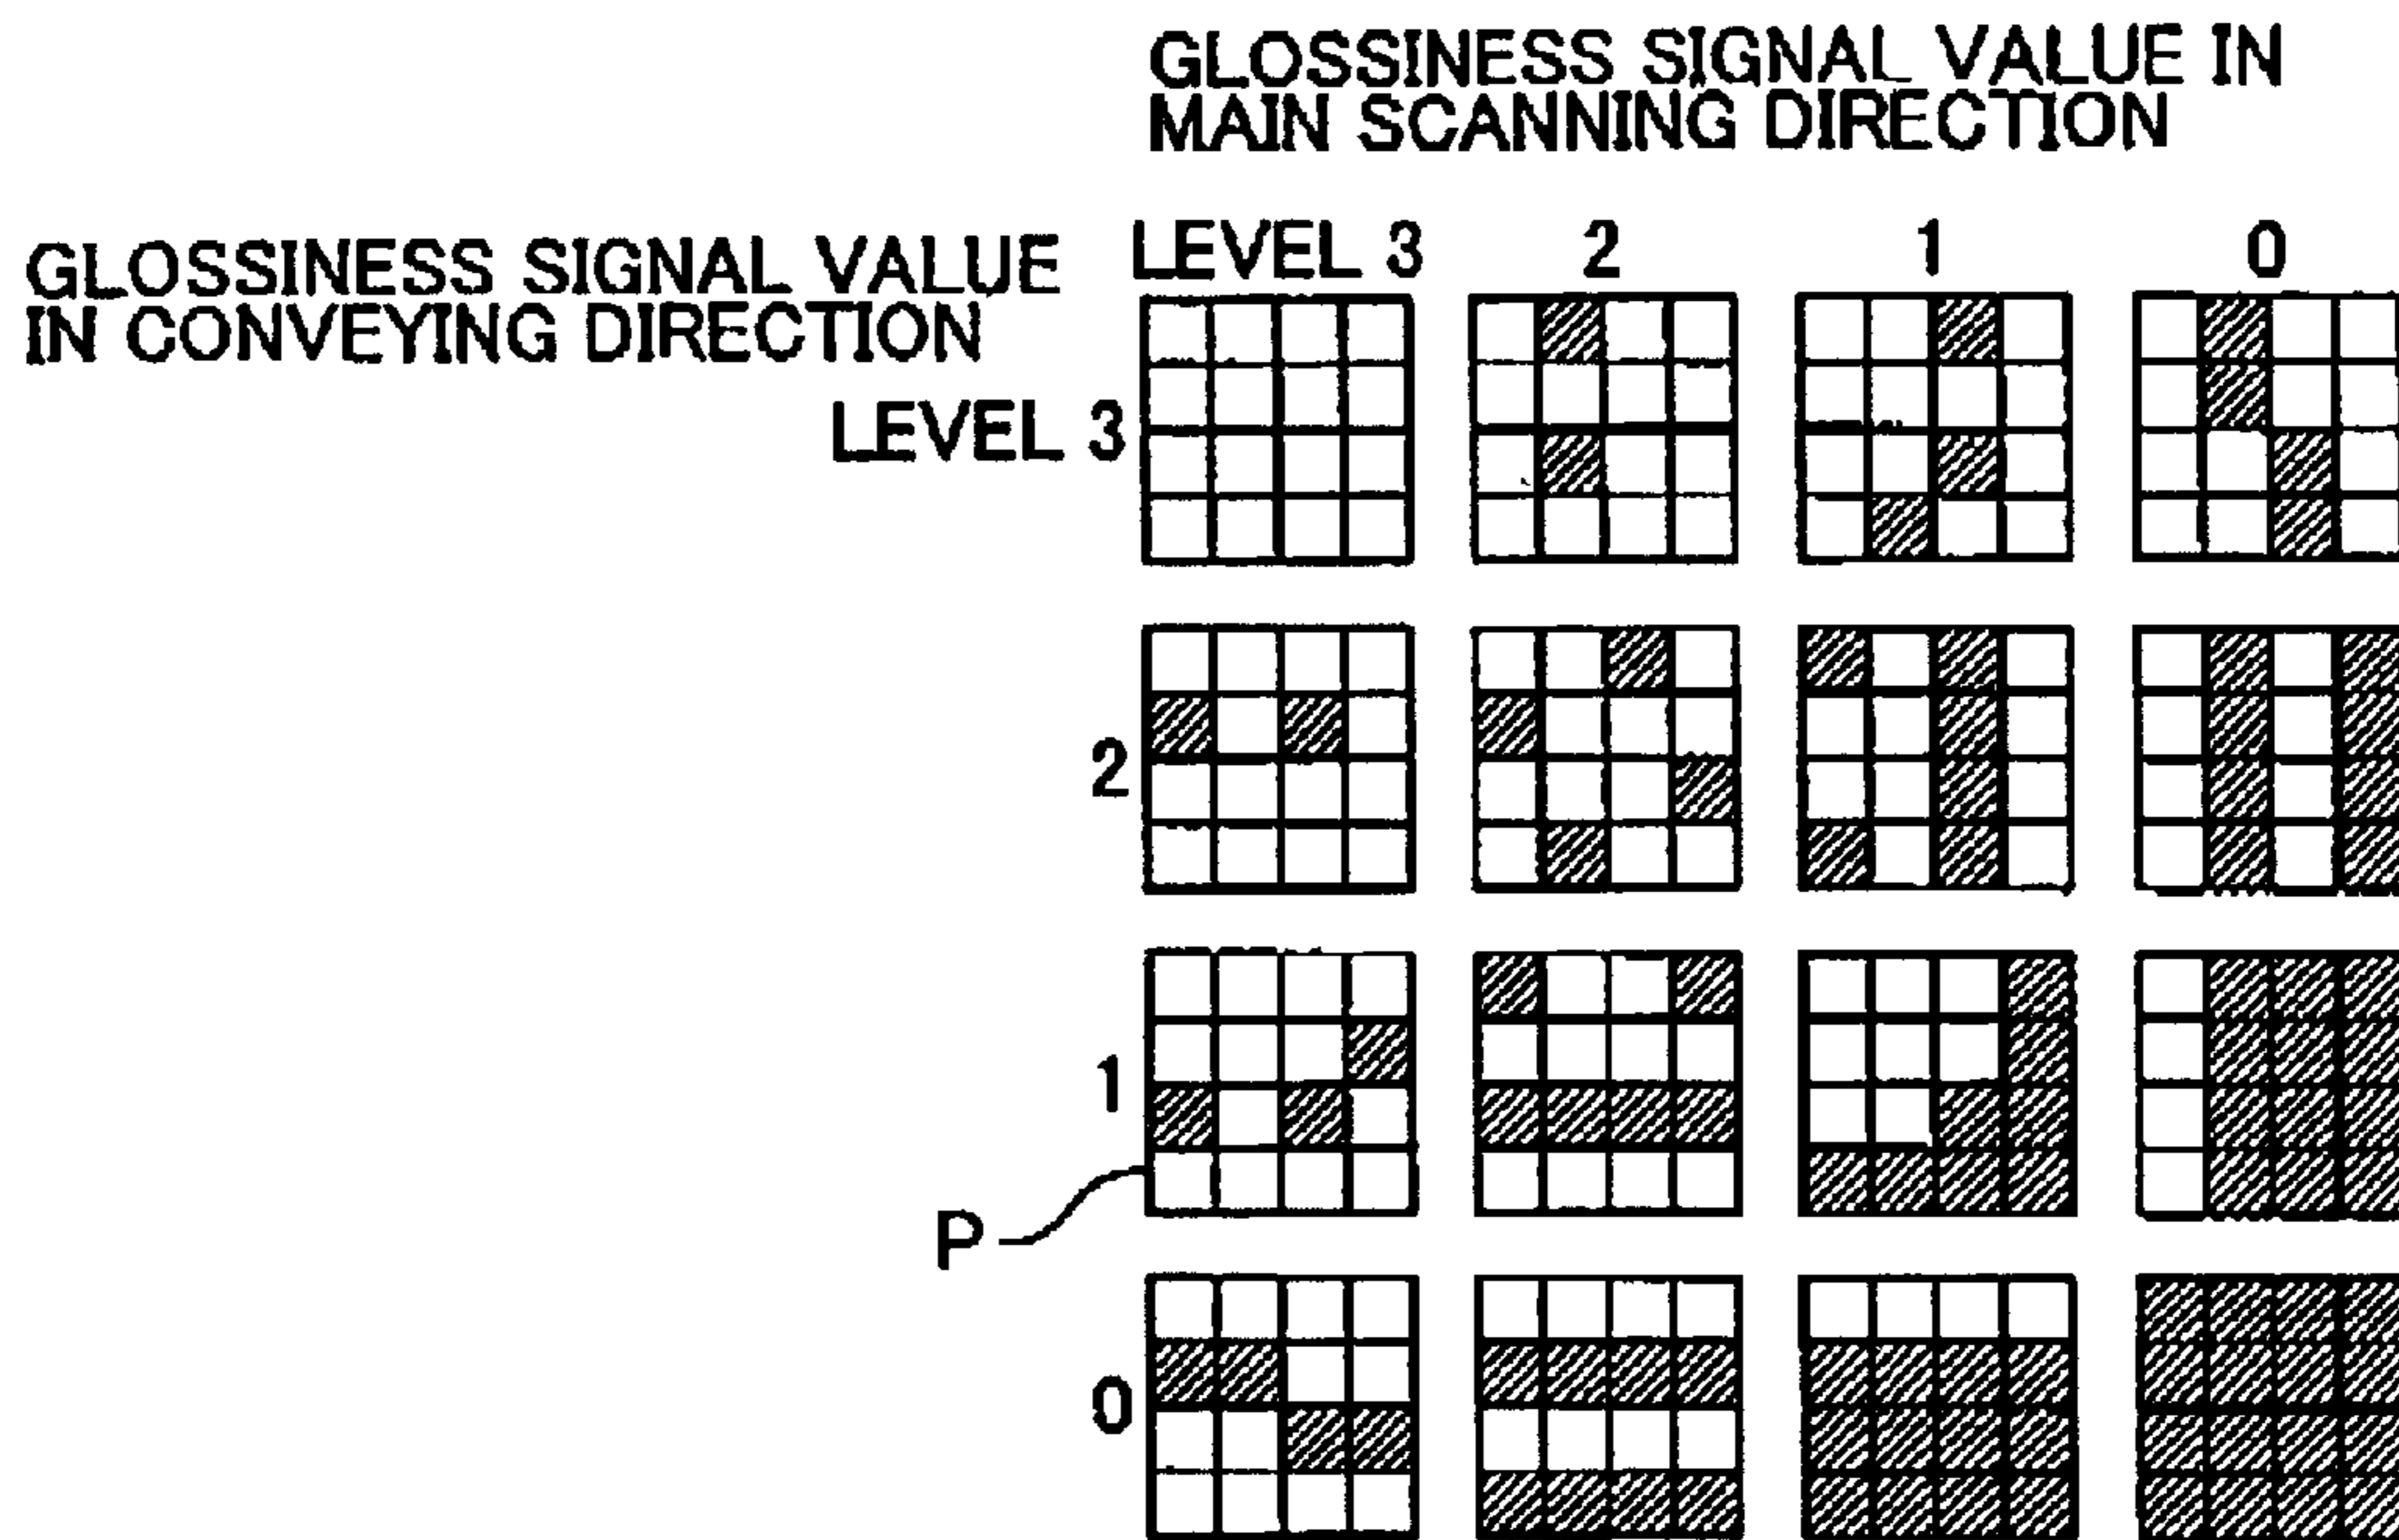 GLOSSINESS SIGNAL VALUE IN
MAIN SCANNING DIRECTION
GLOSSINESS SIGNAL VALUE
IN CONVEYING DIRECTION
LEVEL 3 2 1 0
LEVEL 3
2
1
P
0